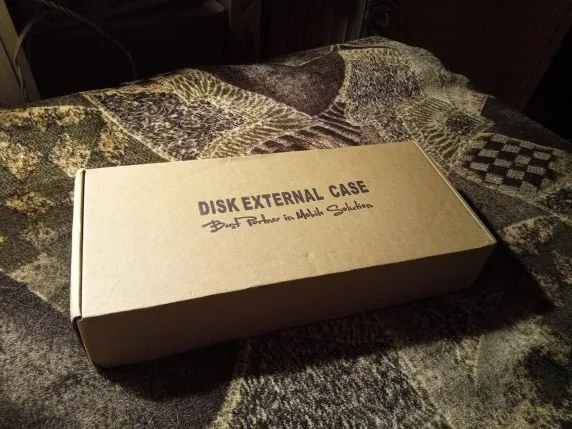 DISK EXTERNAL CASE
Best Partner in Mobile Solution